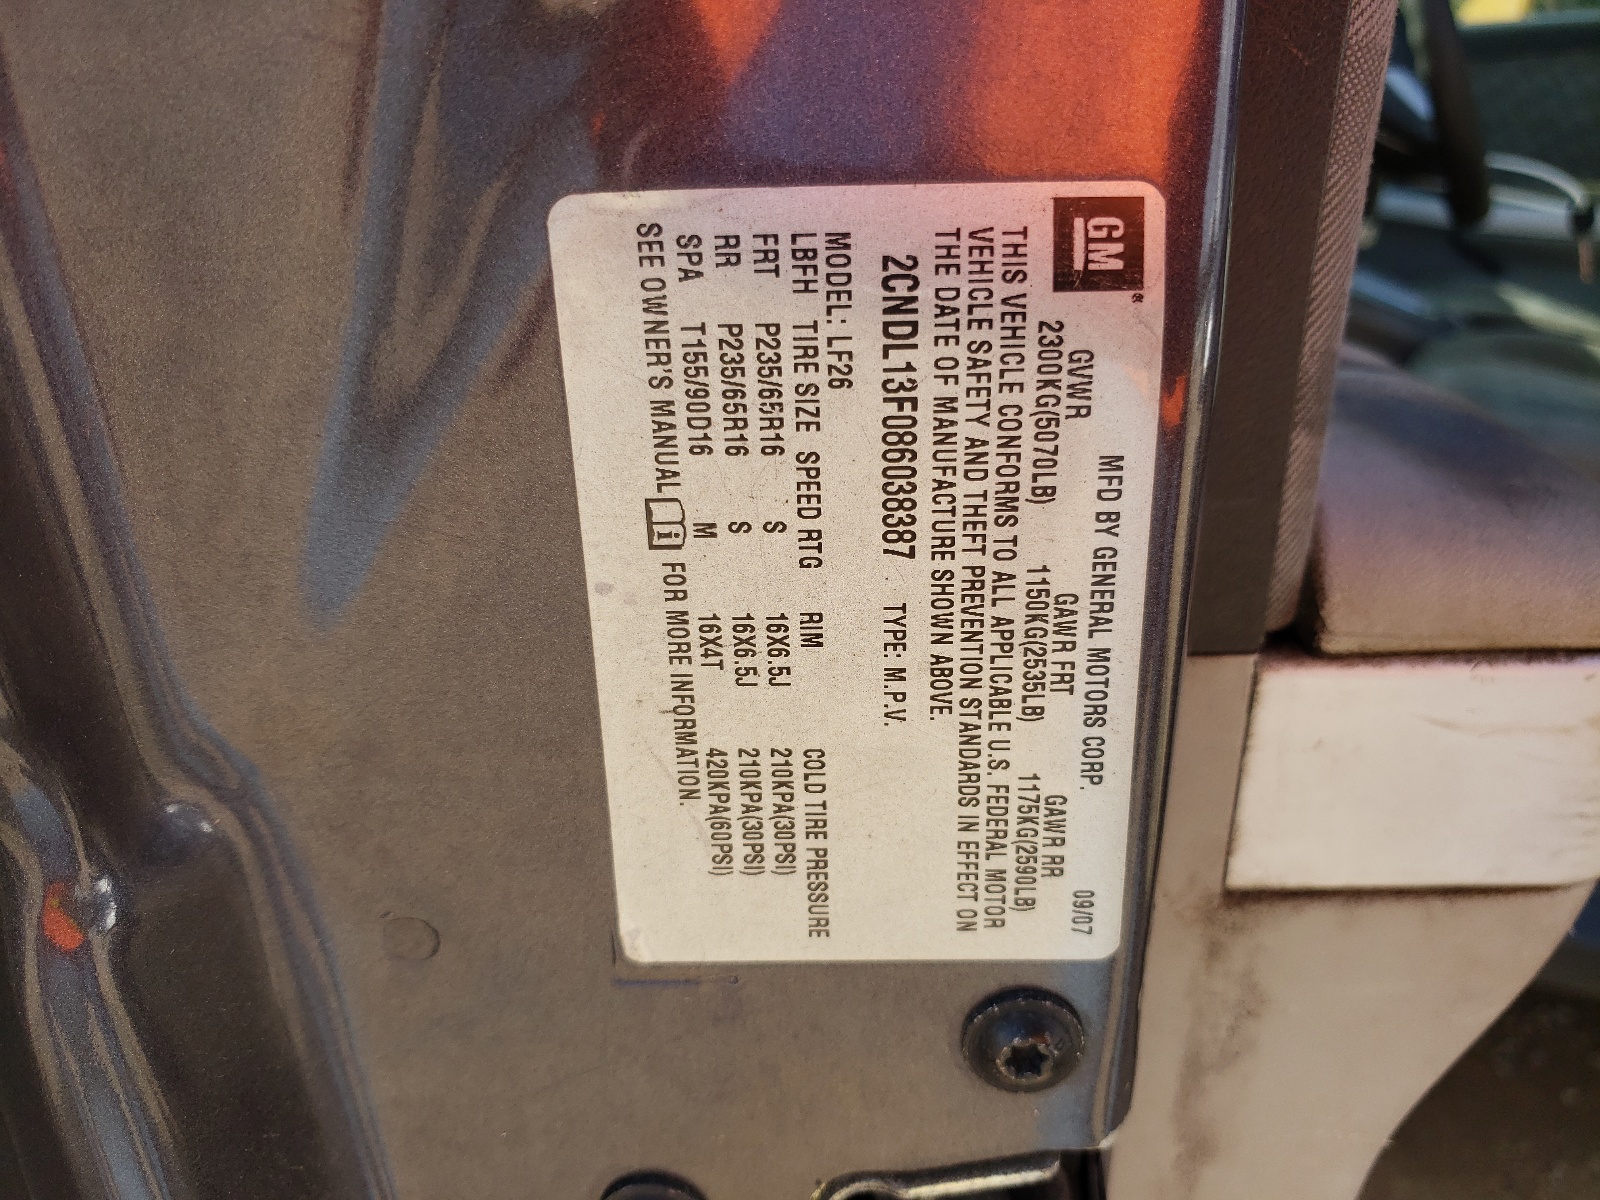 GM®
MFD BY GENERAL MOTORS CORP. 09/07
GVWR GAWR FRT GAWR RR
2300KG(5070LB) 1150KG(2535LB) 1175KG(2590LB)
THIS VEHICLE CONFORMS TO ALL APPLICABLE U.S. FEDERAL MOTOR
VEHICLE SAFETY AND THEFT PREVENTION STANDARDS IN EFFECT ON
THE DATE OF MANUFACTURE SHOWN ABOVE.
2CNDL13F086038387 TYPE: M.P.V.
MODEL: LF26
LBFH TIRE SIZE SPEED RTG RIM COLD TIRE PRESSURE
FRT P235/65R16 S 16X6.5J 210KPA(30PSI)
RR P235/65R16 S 16X6.5J 210KPA(30PSI)
SPA T155/90D16 M 16X4T 420KPA(60PSI)
SEE OWNER'S MANUAL i FOR MORE INFORMATION.